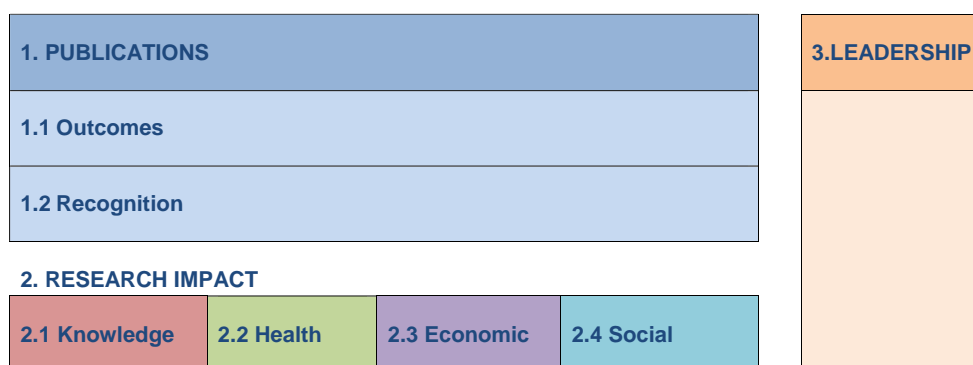 1. PUBLICATIONS
1.1 Outcomes
1.2 Recognition
2. RESEARCH IMPACT
2.1 Knowledge
2.2 Health
2.3 Economic
2.4 Social
3.LEADERSHIP